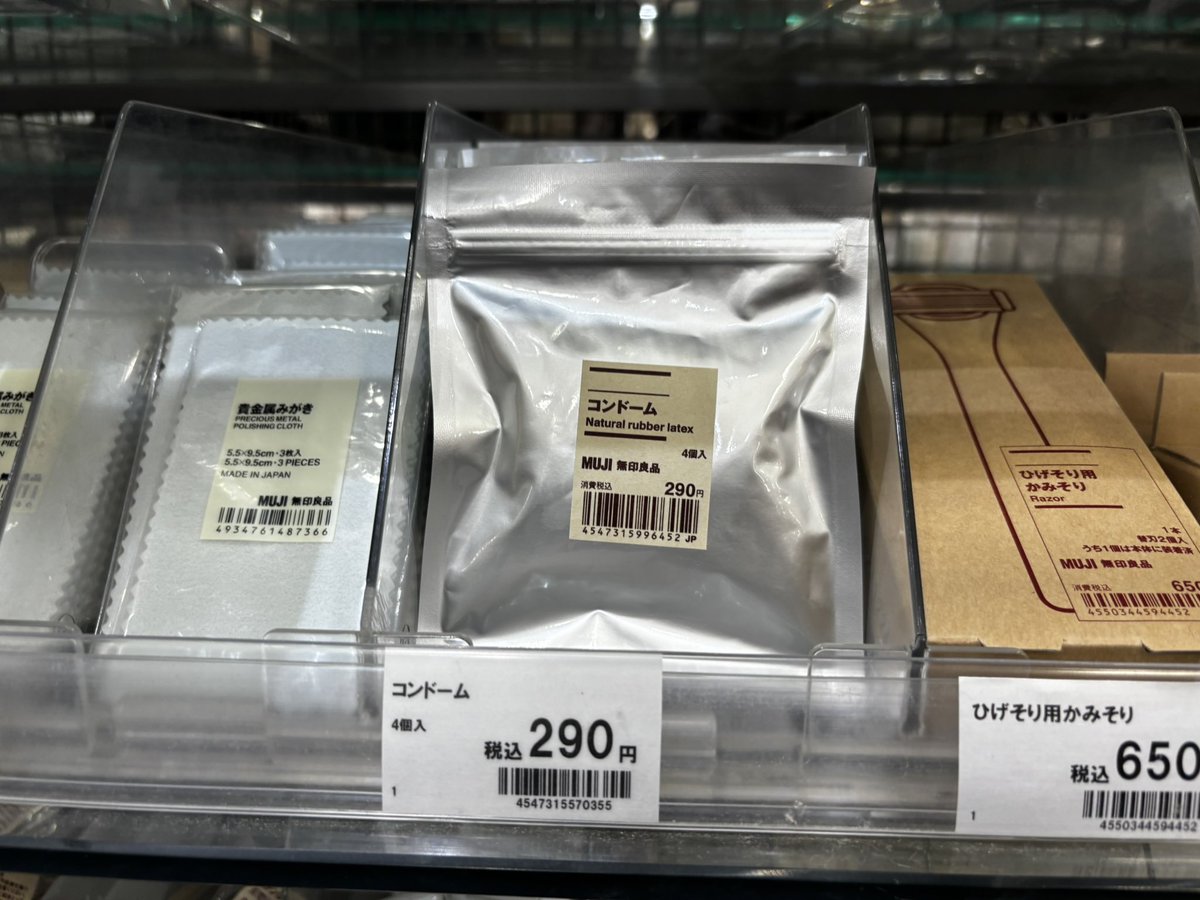 METAL
CLOTH
貴金属みがき
PRECIOUS METAL
POLISHING CLOTH
5.5×9.5cm・3枚入
5.5×9.5cm・3 PIECES
MADE IN JAPAN
MUJI 無印良品
4934761487366
コンドーム
Natural rubber latex
4個入
MUJI 無印良品
消費税込 290円
4547315996452 JP
ひげそり用
かみそり
Razor
1本
替刃2個入
うち1個は本体に装着済
MUJI 無印良品
消費税込 650
4550344594452
コンドーム
4個入
税込 290円
1
4547315570355
ひげそり用かみそり
税込 650
1
4550344594452